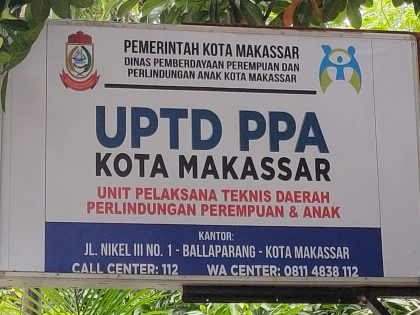 PEMERINTAH KOTA MAKASSAR
DINAS PEMBERDAYAAN PEREMPUAN DAN
PERLINDUNGAN ANAK KOTA MAKASSAR
UPTD PPA
KOTA MAKASSAR
UNIT PELAKSANA TEKNIS DAERAH
PERLINDUNGAN PEREMPUAN & ANAK
KANTOR:
JL. NIKEL III NO. 1 - BALLAPARANG - KOTA MAKASSAR
CALL CENTER: 112 WA CENTER: 0811 4838 112